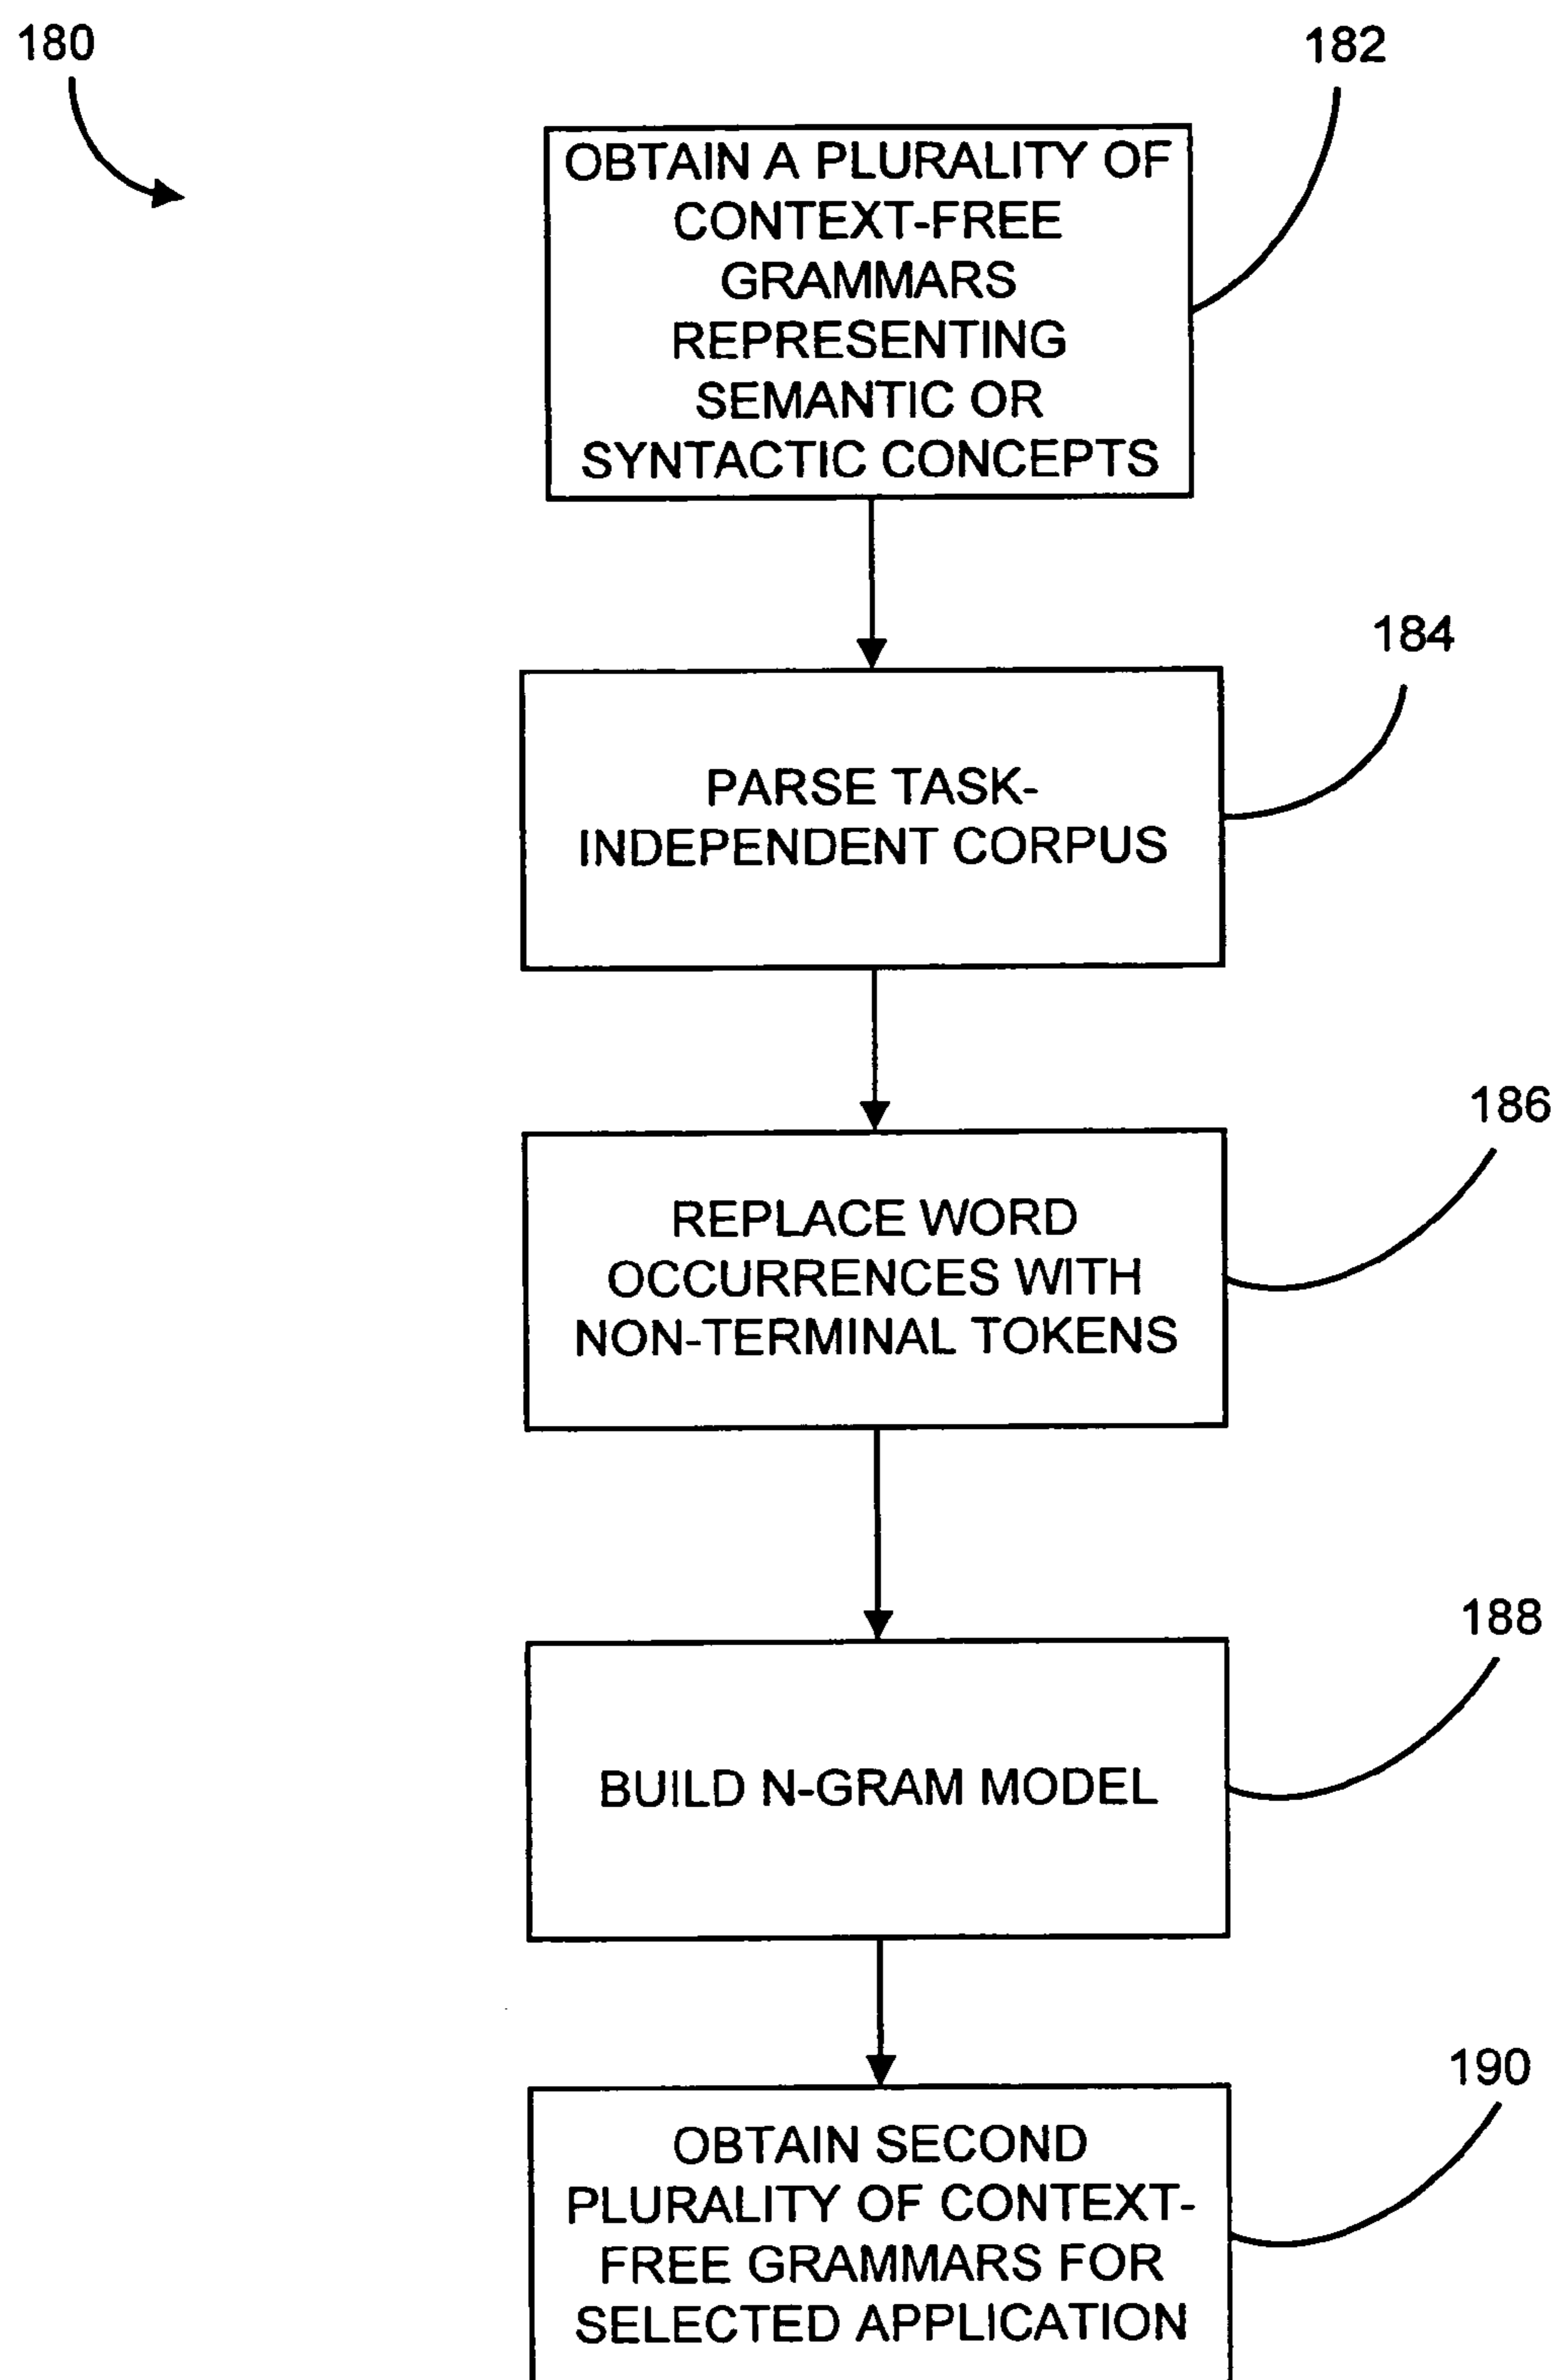 180
182
OBTAIN A PLURALITY OF
CONTEXT-FREE
GRAMMARS
REPRESENTING
SEMANTIC OR
SYNTACTIC CONCEPTS
184
PARSE TASK-
INDEPENDENT CORPUS
186
REPLACE WORD
OCCURRENCES WITH
NON-TERMINAL TOKENS
188
BUILD N-GRAM MODEL
190
OBTAIN SECOND
PLURALITY OF CONTEXT-
FREE GRAMMARS FOR
SELECTED APPLICATION